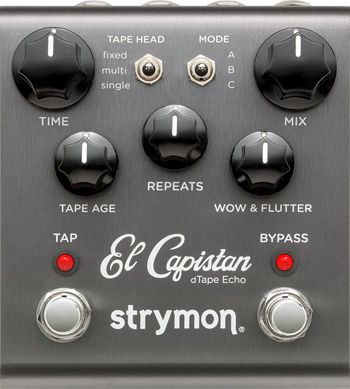 TAPE HEAD MODE
fixed A
multi B
single C
TIME MIX
REPEATS
TAPE AGE WOW & FLUTTER
TAP BYPASS
El Capistan
dTape Echo
strymon®